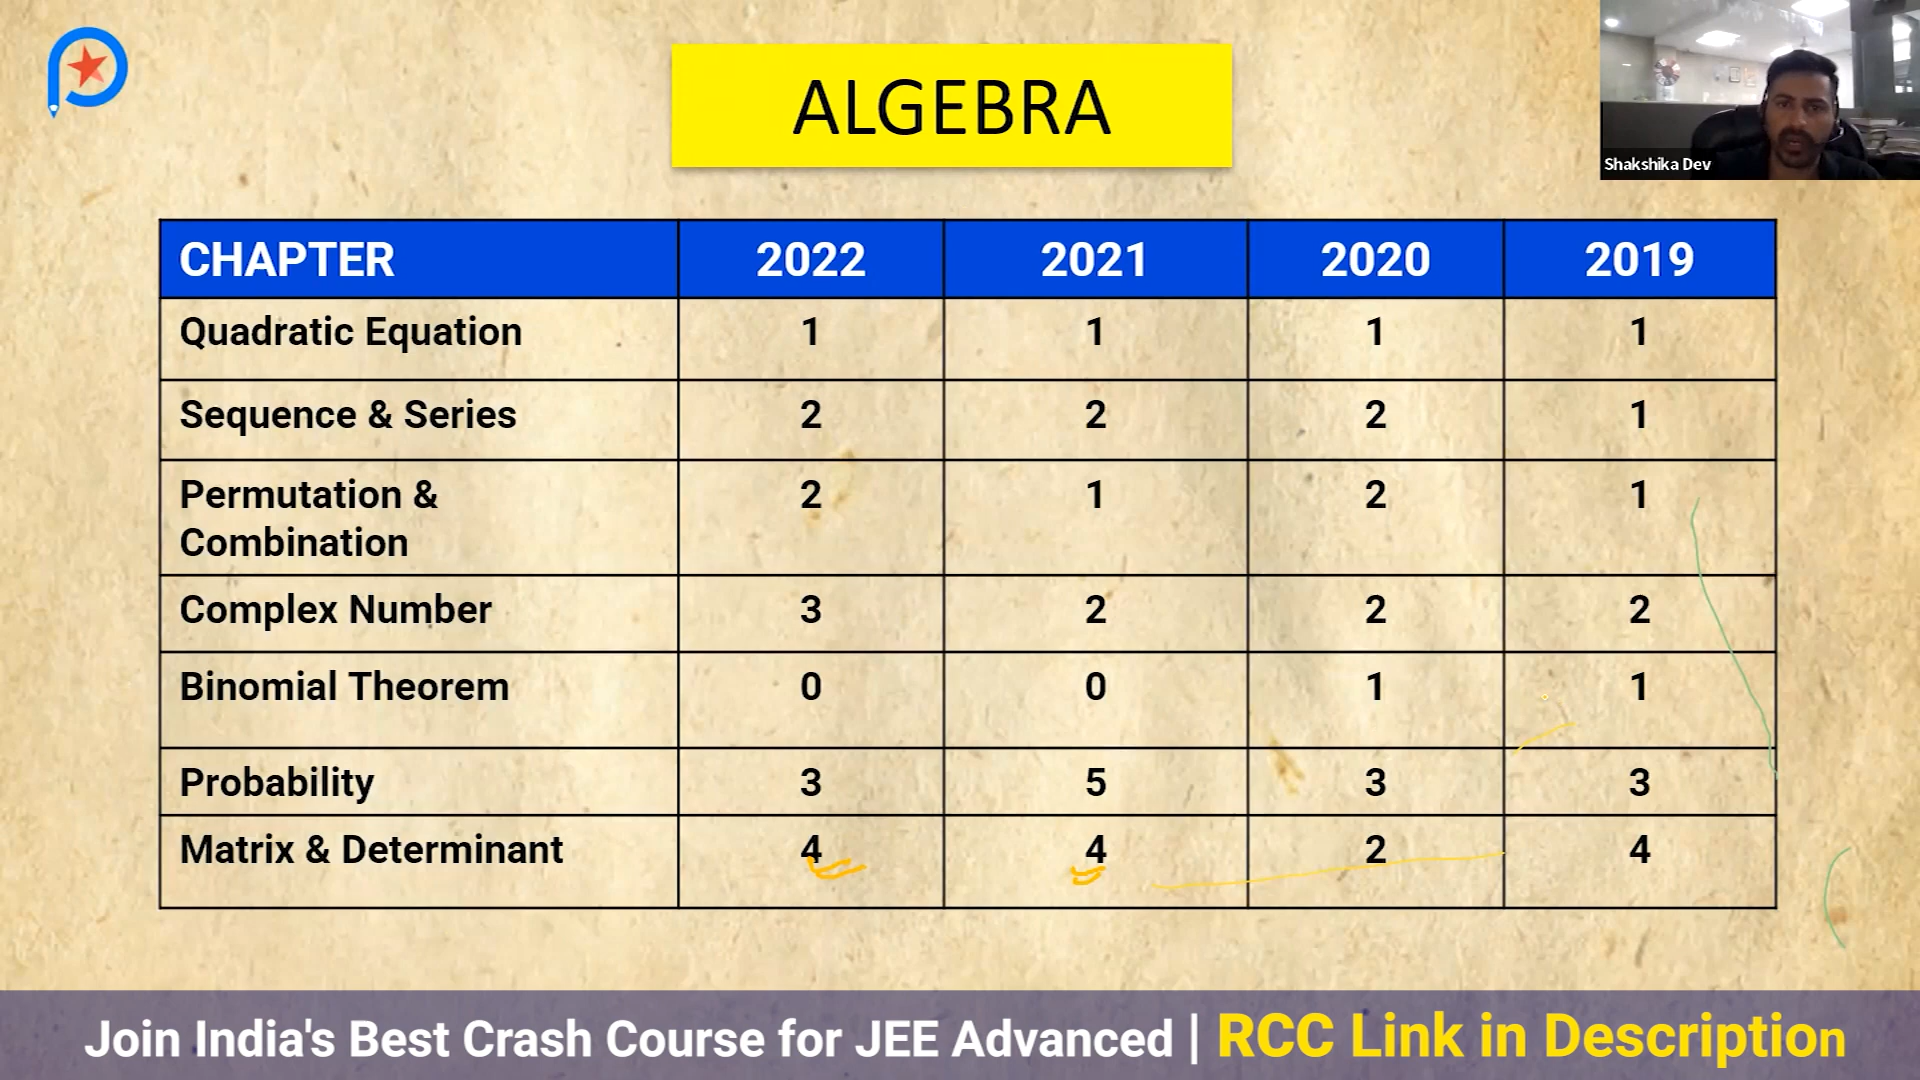 ALGEBRA
Shakshika Dev
CHAPTER 2022 2021 2020 2019
Quadratic Equation 1 1 1 1
Sequence & Series 2 2 2 1
Permutation & 2 1 2 1
Combination
Complex Number 3 2 2 2
Binomial Theorem 0 0 1 1
Probability 3 5 3 3
Matrix & Determinant 4 4 2 4
Join India's Best Crash Course for JEE Advanced | RCC Link in Description